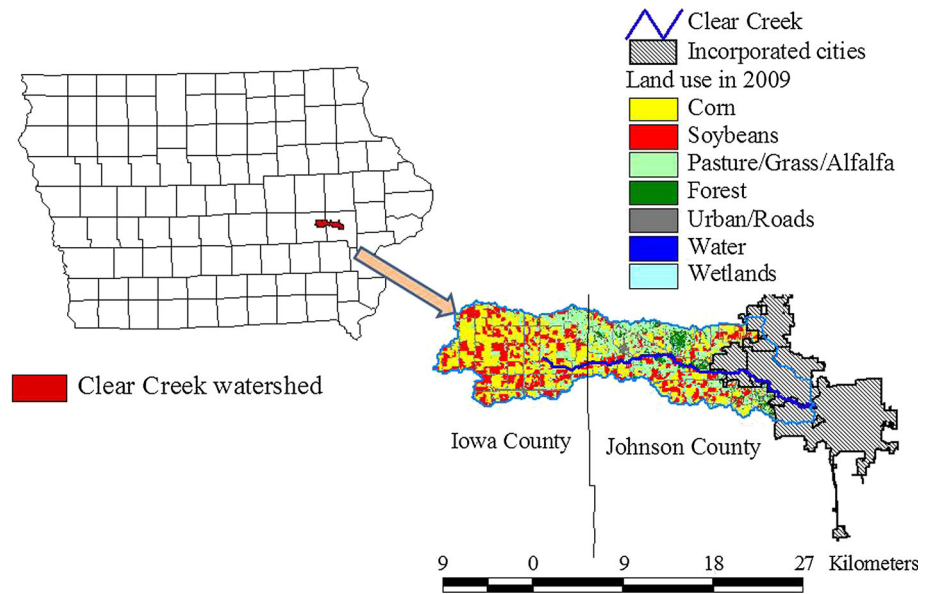 Clear Creek
Incorporated cities
Land use in 2009
Corn
Soybeans
Pasture/Grass/Alfalfa
Forest
Urban/Roads
Water
Wetlands
Clear Creek watershed
Iowa County
Johnson County
9 0 9 18 27 Kilometers